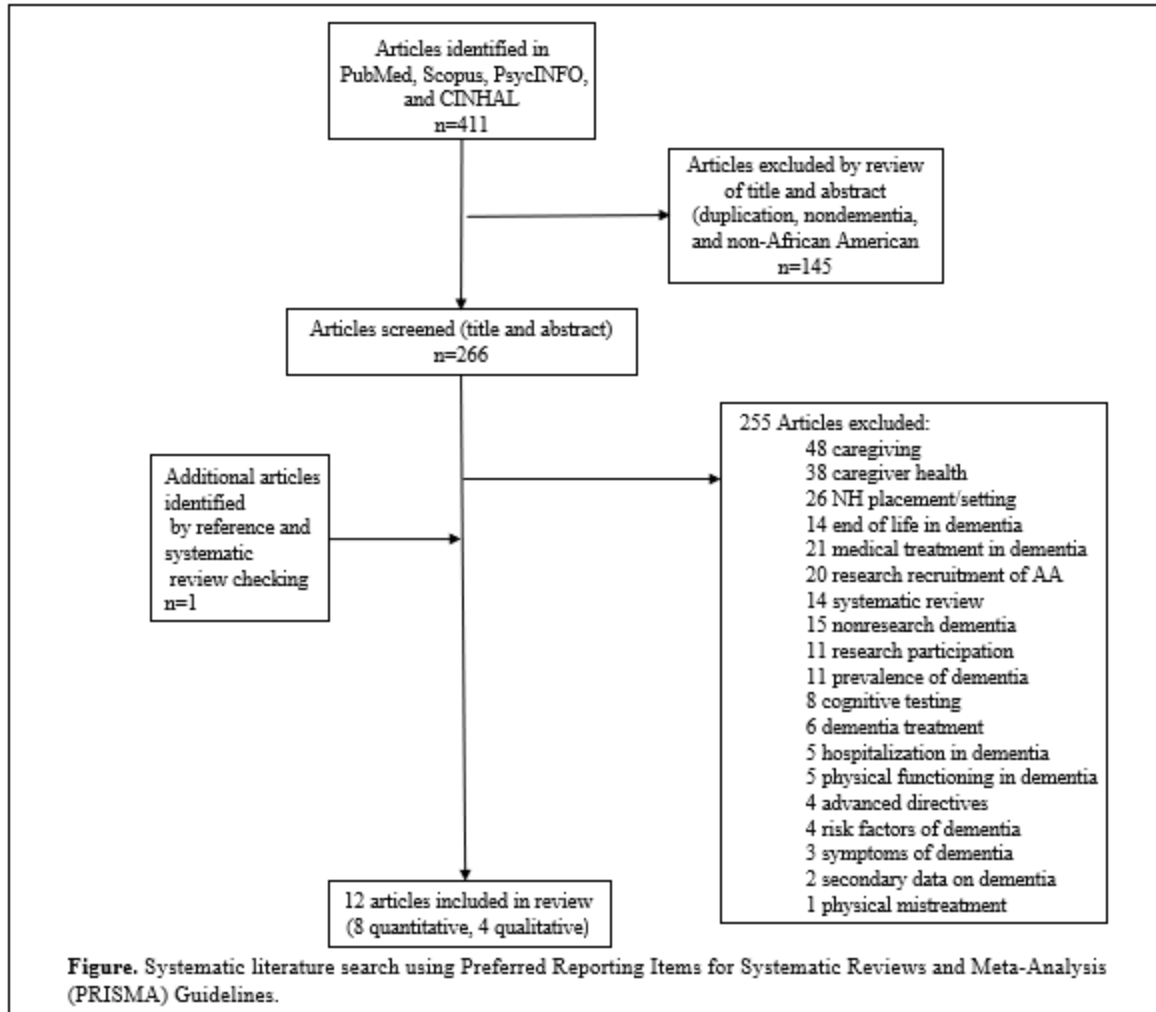 Articles identified in
PubMed, Scopus, PsycINFO,
and CINHAL
n=411
Articles excluded by review
of title and abstract
(duplication, nondementia,
and non-African American
n=145
Articles screened (title and abstract)
n=266
255 Articles excluded:
48 caregiving
38 caregiver health
26 NH placement/setting
14 end of life in dementia
21 medical treatment in dementia
20 research recruitment of AA
14 systematic review
15 nonresearch dementia
11 research participation
11 prevalence of dementia
8 cognitive testing
6 dementia treatment
5 hospitalization in dementia
5 physical functioning in dementia
4 advanced directives
4 risk factors of dementia
3 symptoms of dementia
2 secondary data on dementia
1 physical mistreatment
Additional articles
identified
by reference and
systematic
review checking
n=1
12 articles included in review
(8 quantitative, 4 qualitative)
Figure. Systematic literature search using Preferred Reporting Items for Systematic Reviews and Meta-Analysis
(PRISMA) Guidelines.